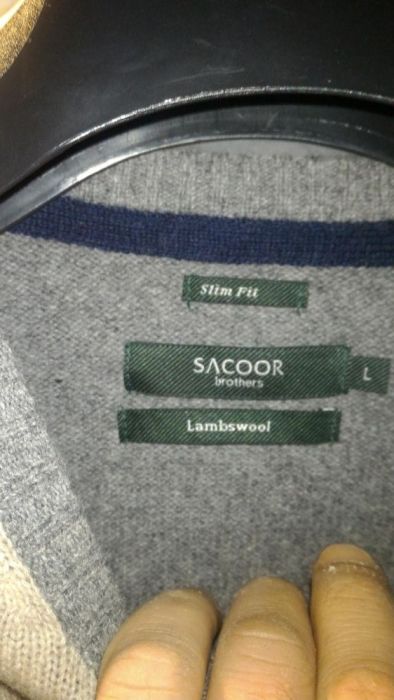 Slim Fit
SACOOR
brothers
L
Lambswool